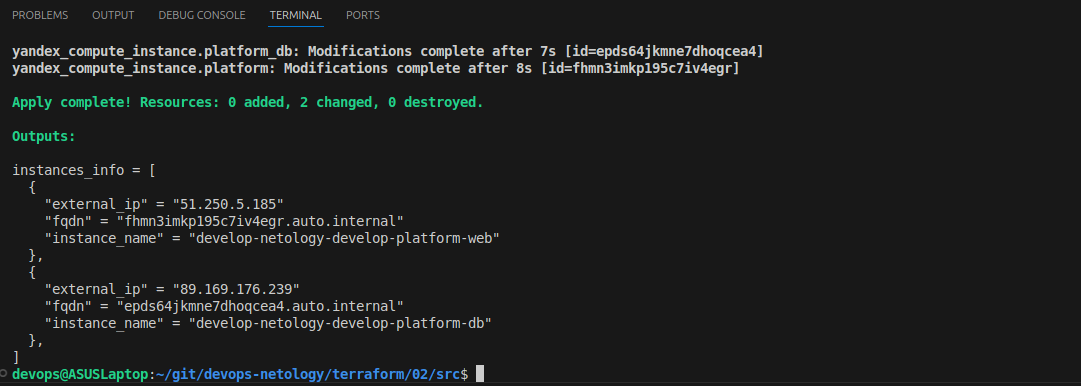 PROBLEMS OUTPUT DEBUG CONSOLE TERMINAL PORTS
yandex_compute_instance.platform_db: Modifications complete after 7s [id=epds64jkmne7dhoqcea4]
yandex_compute_instance.platform: Modifications complete after 8s [id=fhmn3imkp195c7iv4egr]
Apply complete! Resources: 0 added, 2 changed, 0 destroyed.
Outputs:
instances_info = [
  {
    "external_ip" = "51.250.5.185"
    "fqdn" = "fhmn3imkp195c7iv4egr.auto.internal"
    "instance_name" = "develop-netology-develop-platform-web"
  },
  {
    "external_ip" = "89.169.176.239"
    "fqdn" = "epds64jkmne7dhoqcea4.auto.internal"
    "instance_name" = "develop-netology-develop-platform-db"
  },
]
devops@ASUSLaptop:~/git/devops-netology/terraform/02/src$